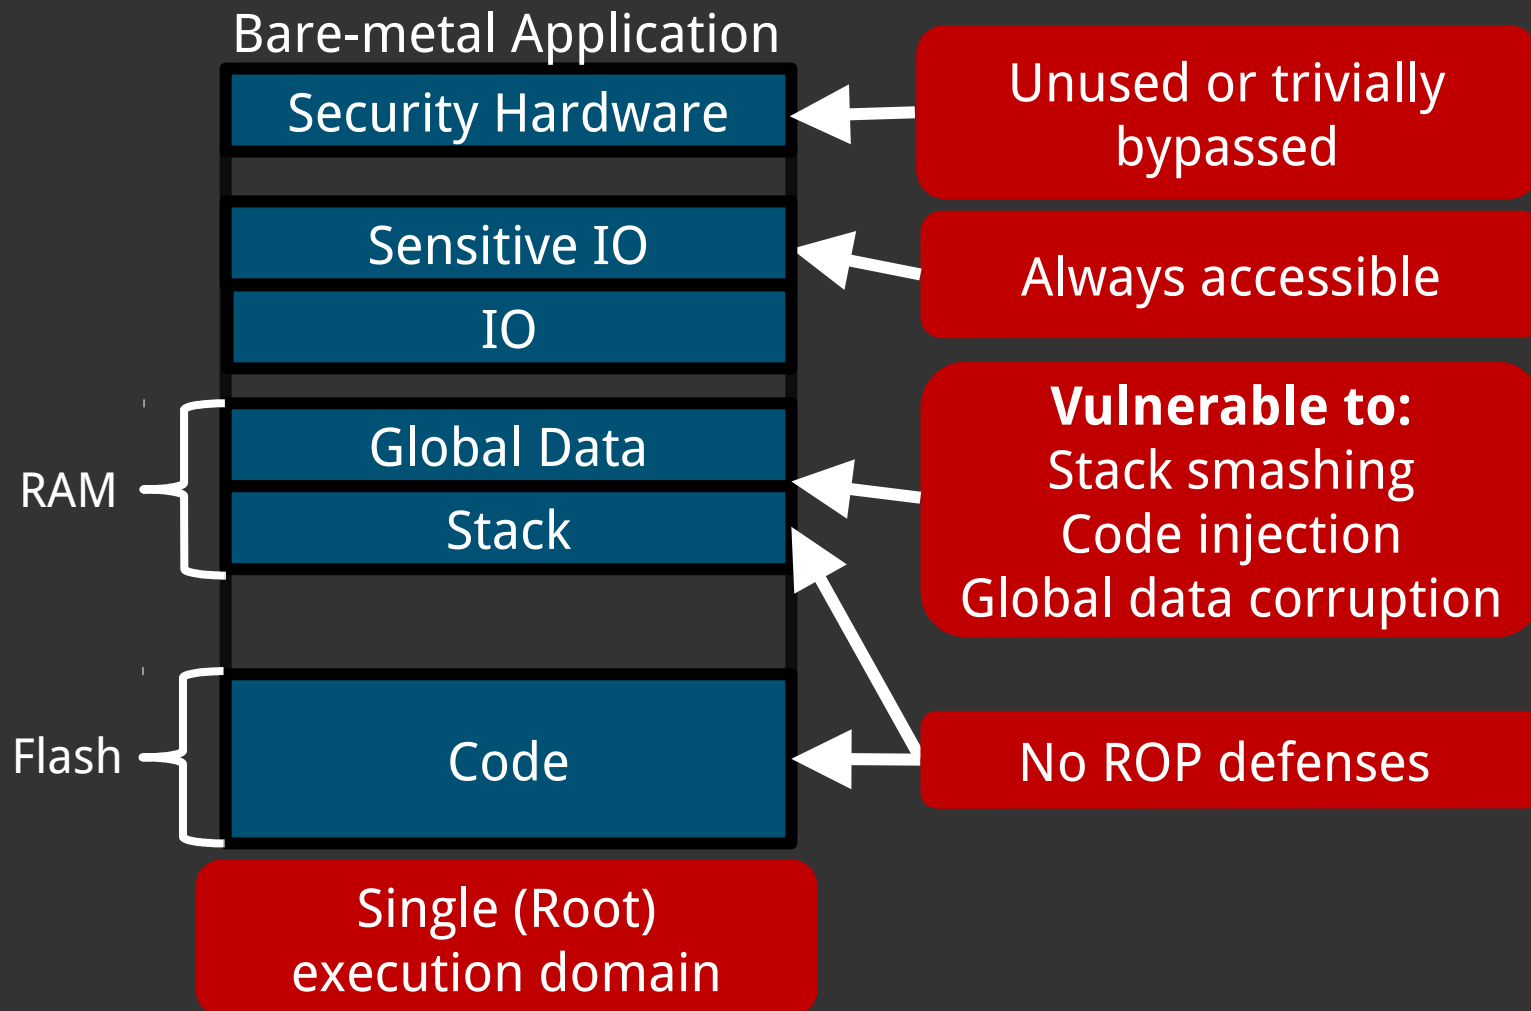 Bare-metal Application
Security Hardware
Unused or trivially
bypassed
Sensitive IO
Always accessible
IO
RAM
Global Data
Stack
Vulnerable to:
Stack smashing
Code injection
Global data corruption
Flash
Code
No ROP defenses
Single (Root)
execution domain